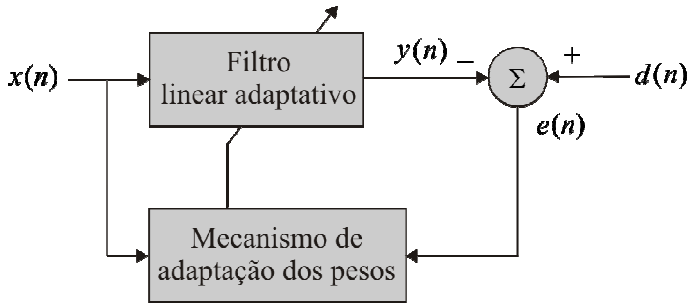 Filtro
linear adaptativo
x(n)
y(n)
−
Σ
+
d(n)
e(n)
Mecanismo de
adaptação dos pesos